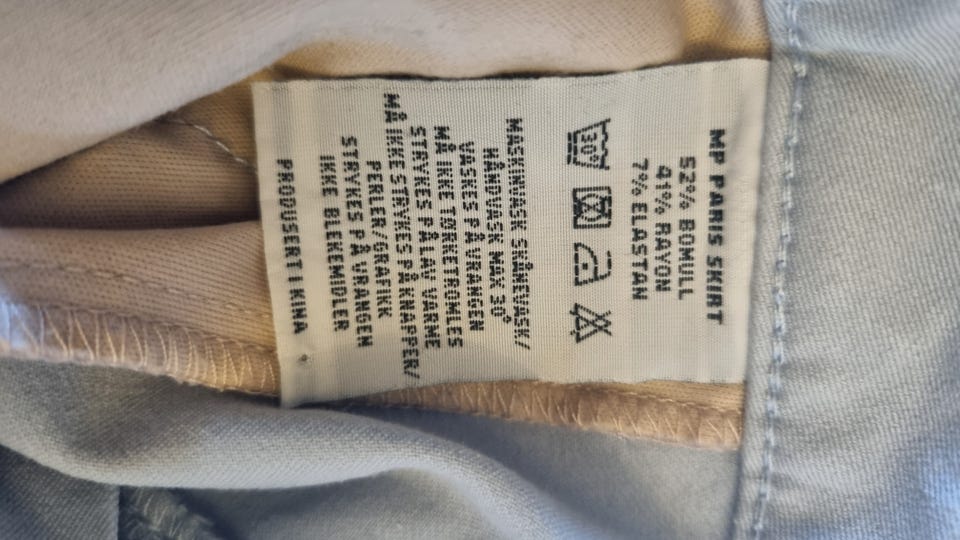 MP PARIS SKIRT
52% BOMULL
41% RAYON
7% ELASTAN
30°
MASKINVASK SKÅNEVASK/
HÅNDVASK MAX 30°
VASKES PÅ VRANGEN
MÅ IKKE TØRKETROMLES
STRYKES PÅ LAV VARME
MÅ IKKE STRYKES PÅ KNAPPER/
PERLER/GRAFIKK
STRYKES PÅ VRANGEN
IKKE BLEKEMIDLER
PRODUSERT I KINA